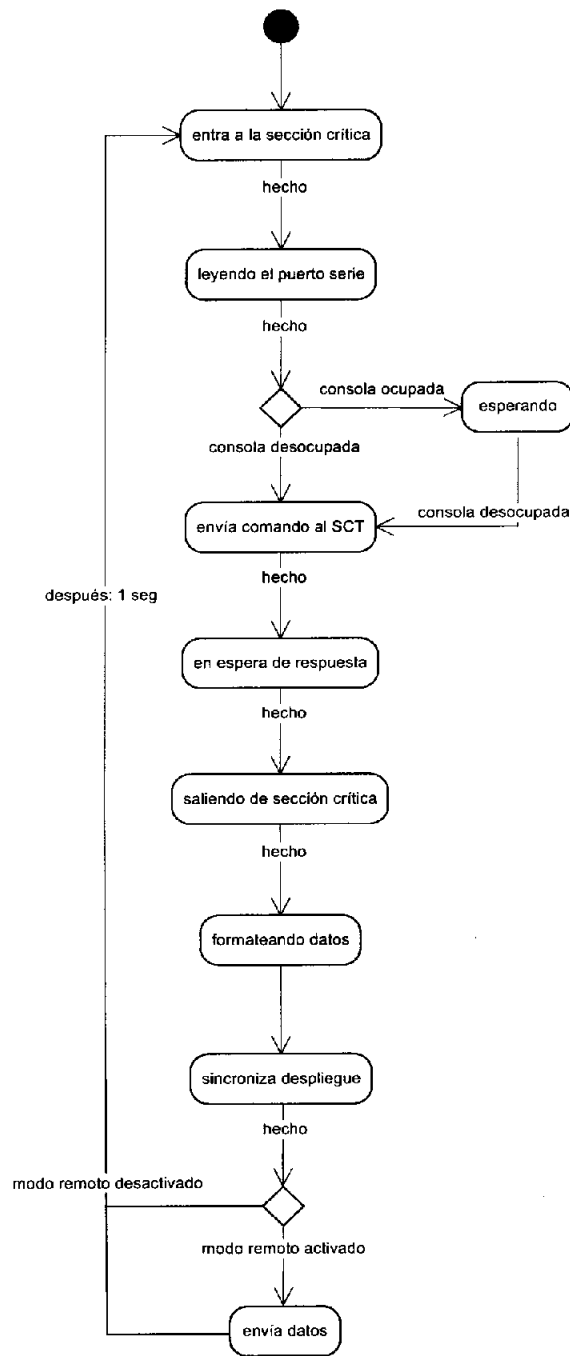 entra a la sección crítica
hecho
leyendo el puerto serie
hecho
consola ocupada
esperando
consola desocupada
consola desocupada
envía comando al SCT
hecho
después: 1 seg
en espera de respuesta
hecho
saliendo de sección crítica
hecho
formateando datos
sincroniza despliegue
hecho
modo remoto desactivado
modo remoto activado
envía datos